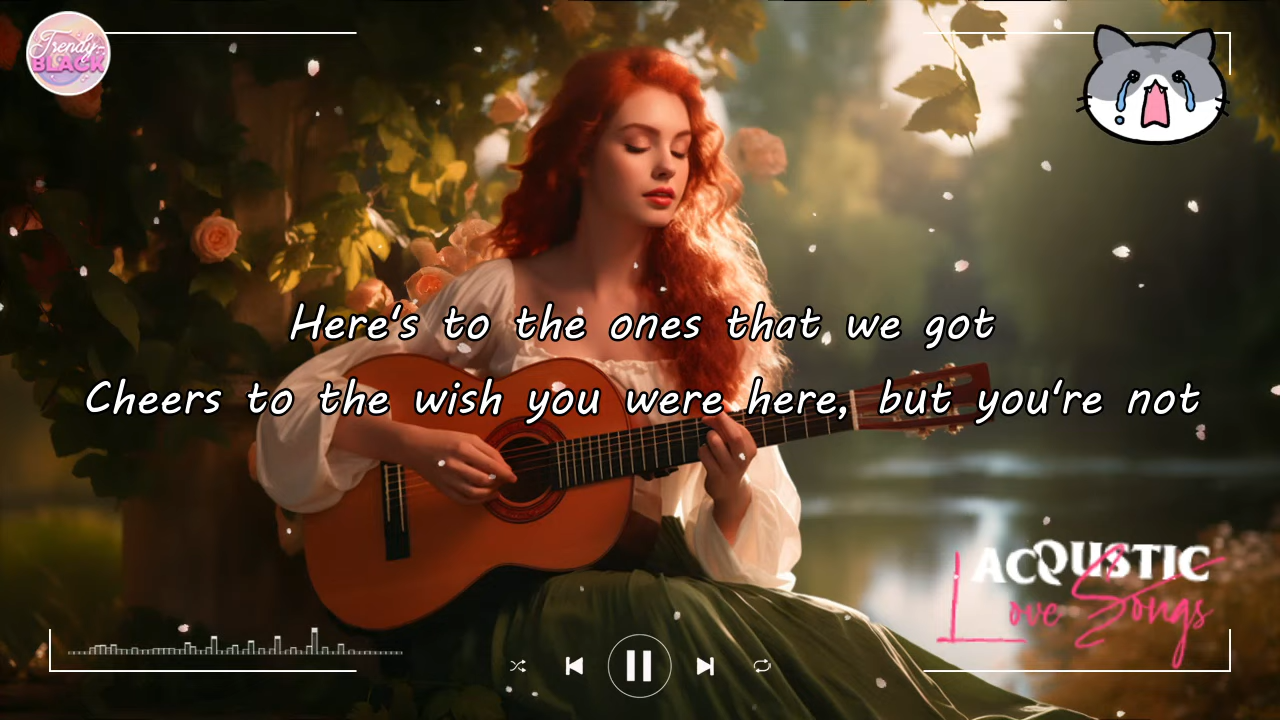 Trendy
BLACK
Here's to the ones that we got
Cheers to the wish you were here, but you're not
ACOUSTIC
Love Songs